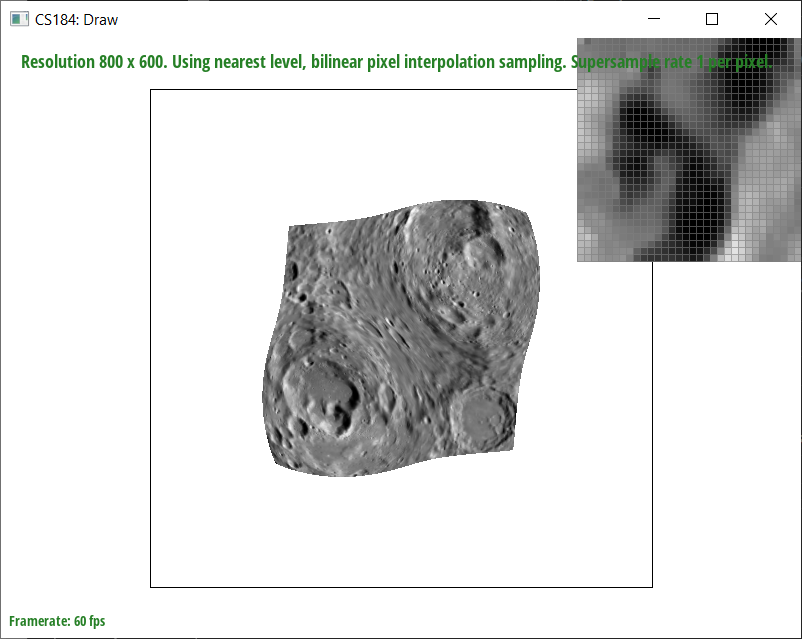 CS184: Draw
Resolution 800 x 600. Using nearest level, bilinear pixel interpolation sampling. Supersample rate 1 per pixel.
Framerate: 60 fps